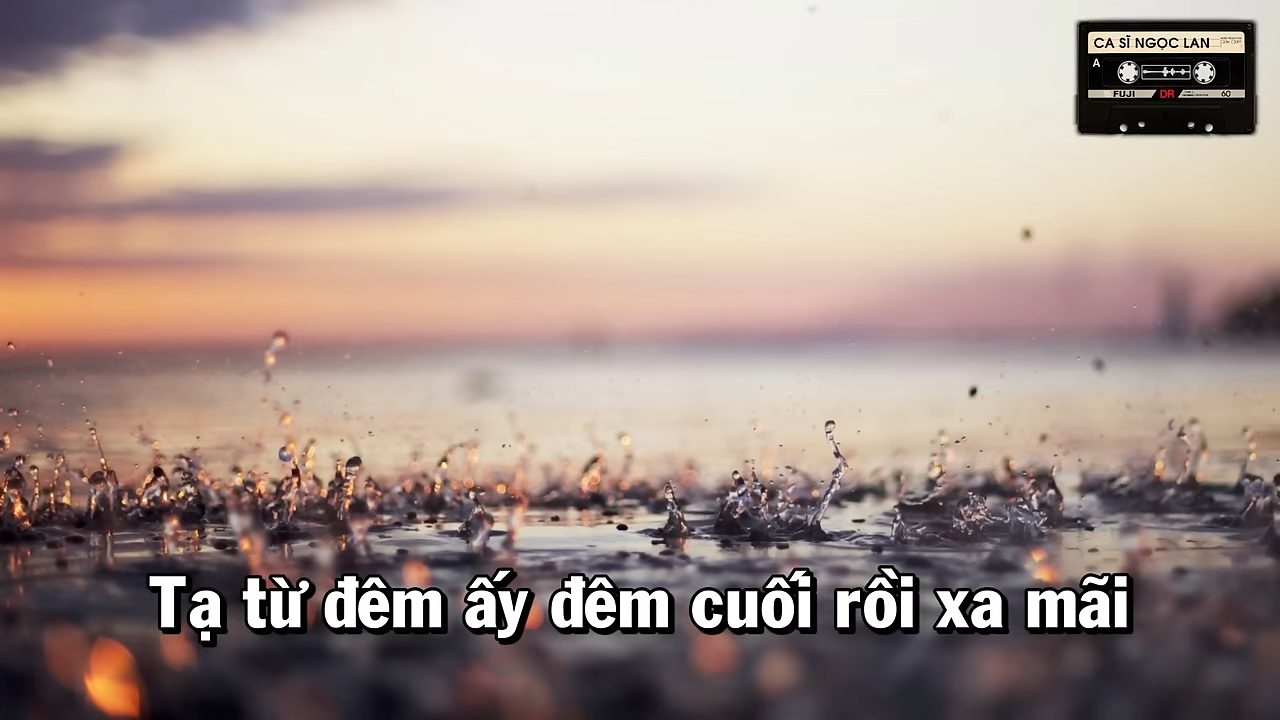 CA SĨ NGỌC LAN
A
FUJI DR 60
Tạ từ đêm ấy đêm cuối rồi xa mãi